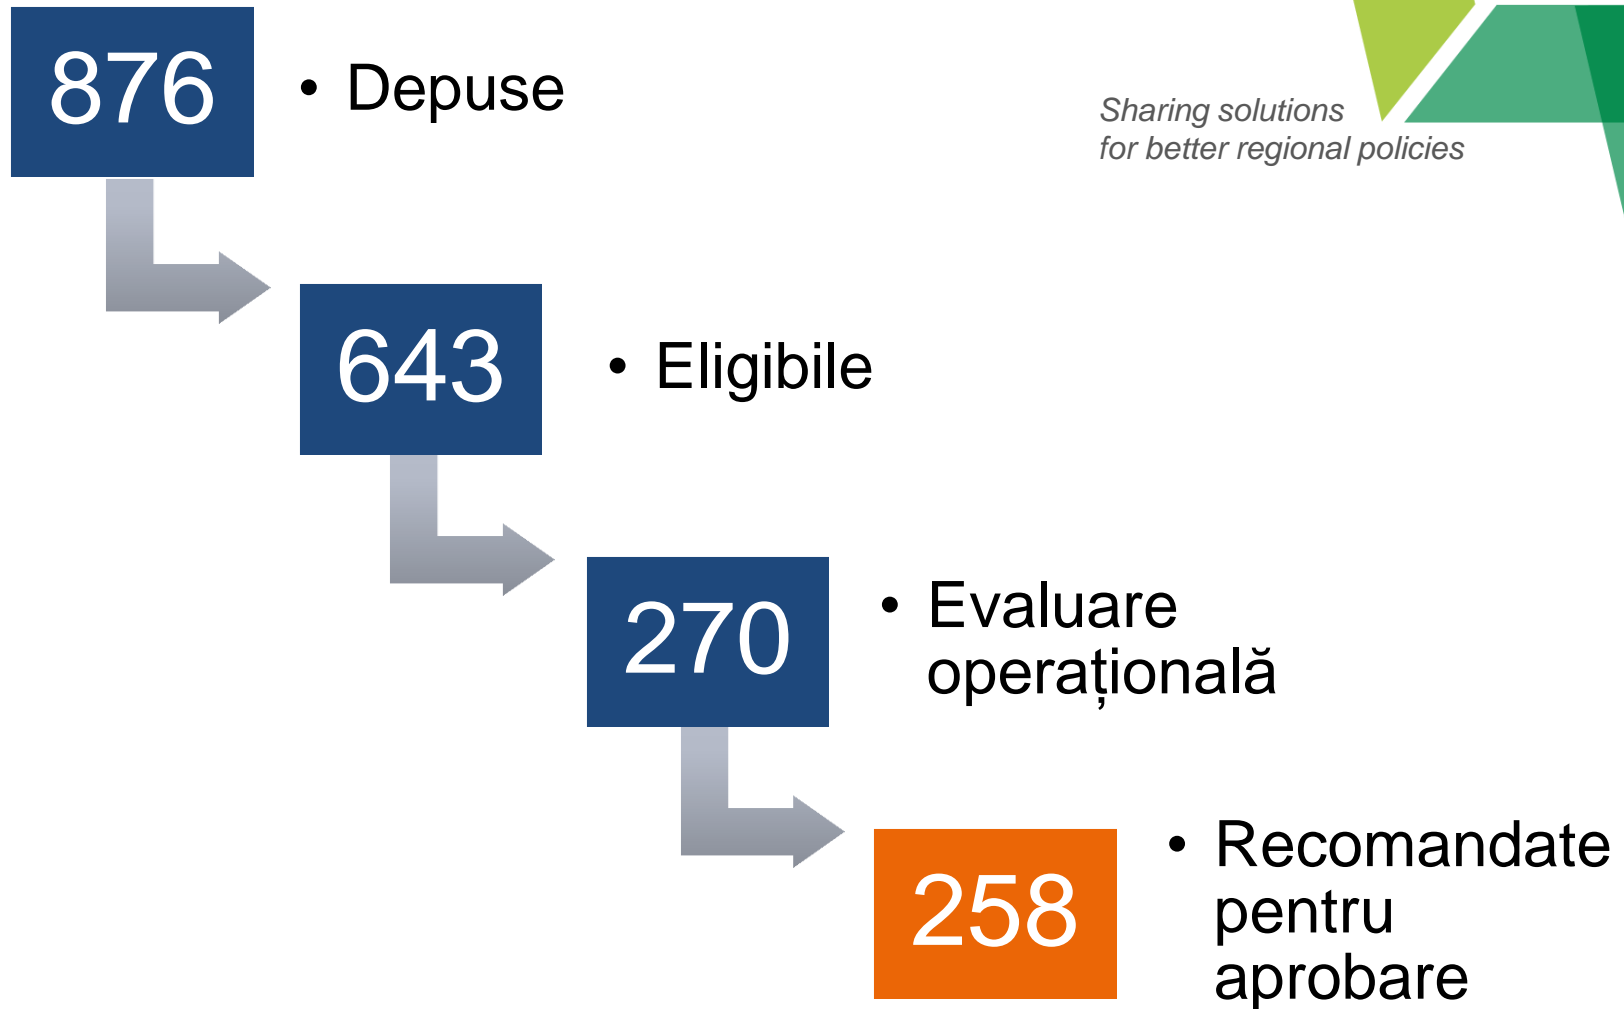 876
• Depuse
Sharing solutions
for better regional policies
643
• Eligibile
270
• Evaluare
operațională
258
• Recomandate
pentru
aprobare